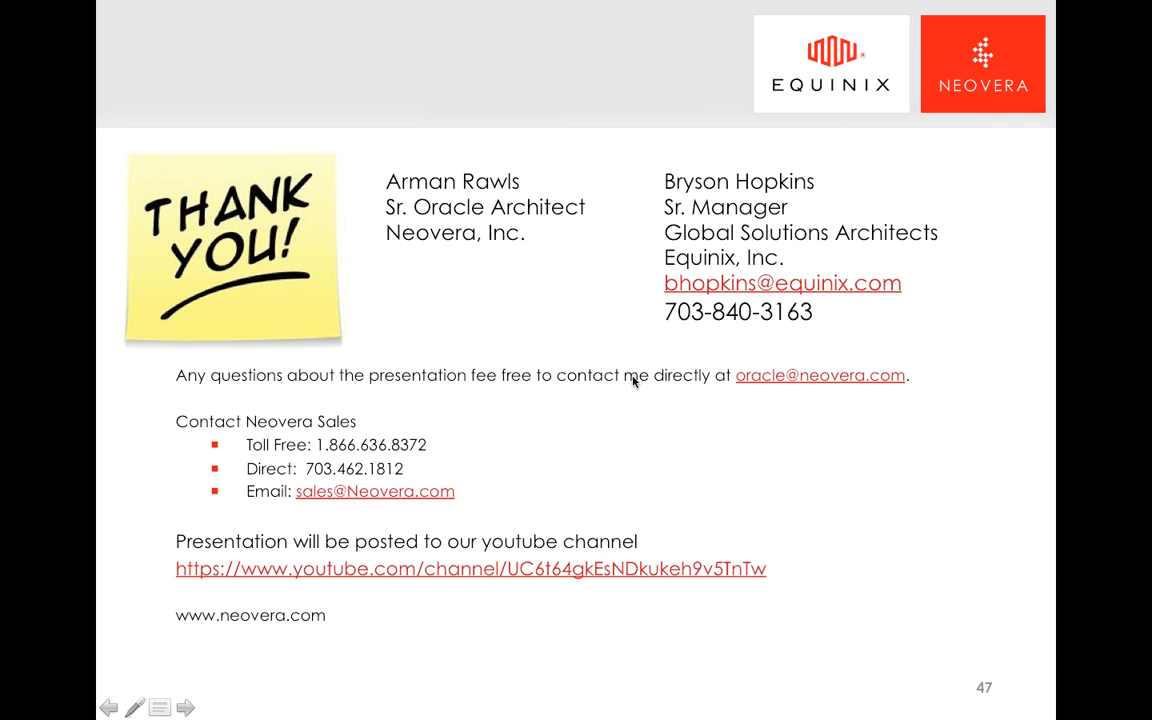 EQUINIX
NEOVERA
THANK
YOU!
Arman Rawls
Sr. Oracle Architect
Neovera, Inc.
Bryson Hopkins
Sr. Manager
Global Solutions Architects
Equinix, Inc.
bhopkins@equinix.com
703-840-3163
Any questions about the presentation fee free to contact me directly at oracle@neovera.com.
Contact Neovera Sales
Toll Free: 1.866.636.8372
Direct: 703.462.1812
Email: sales@Neovera.com
Presentation will be posted to our youtube channel
https://www.youtube.com/channel/UC6t64gkEsNDkukeh9v5TnTw
www.neovera.com
47